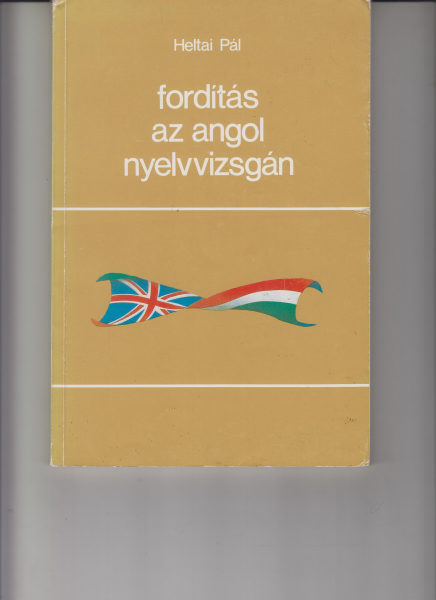 Heltai Pál
fordítás
az angol
nyelvvizsgán